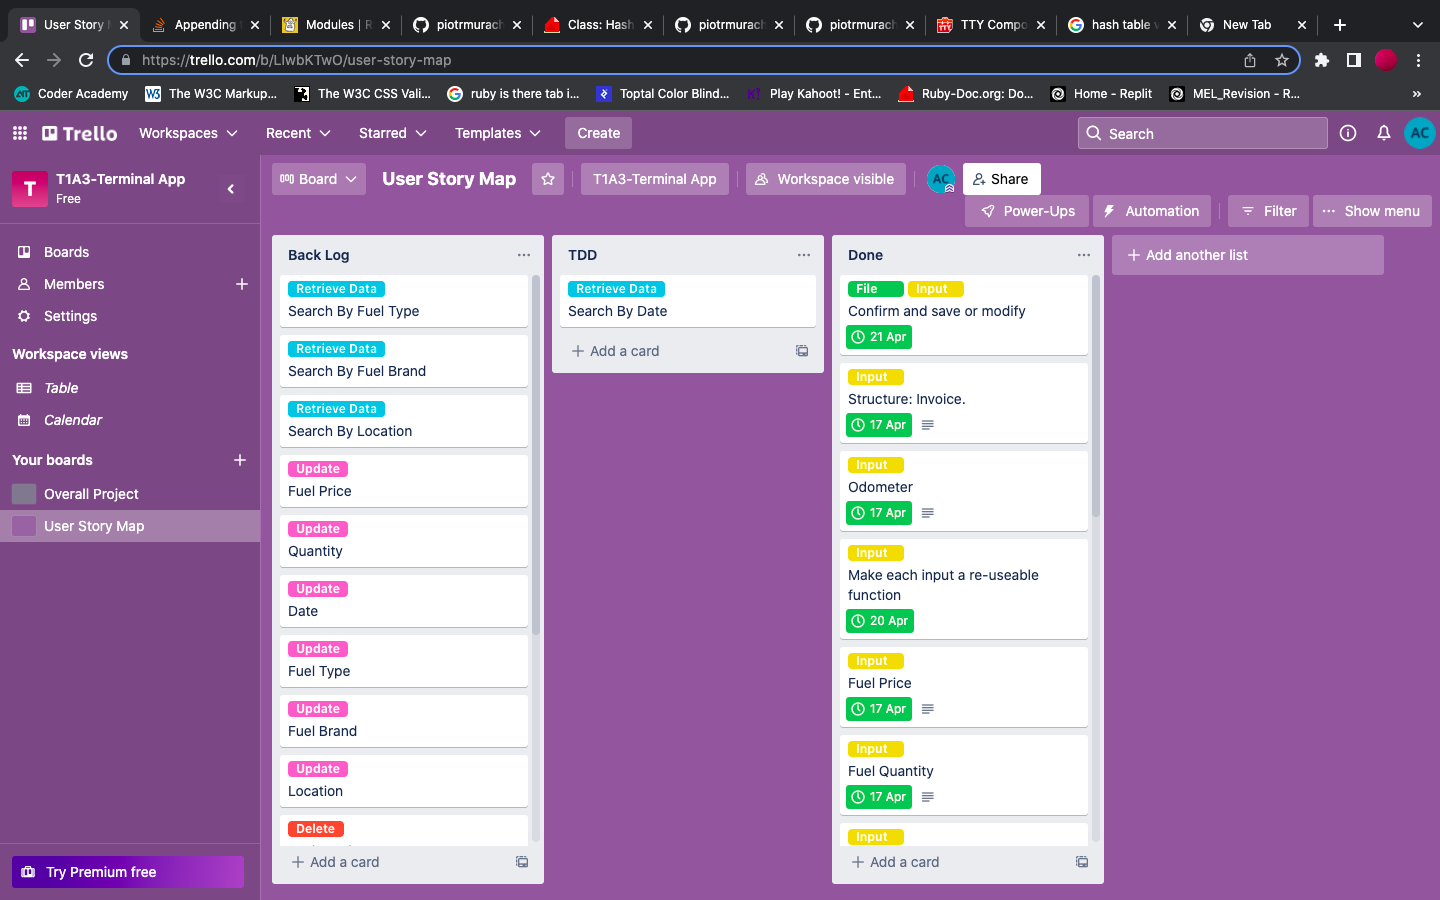 User Story M
Appending
Modules | R
piotrmurach
Class: Hash
piotrmurach
piotrmurach
TTY Compo
hash table v
New Tab
https://trello.com/b/LlwbKTwO/user-story-map
Coder Academy
The W3C Markup...
The W3C CSS Vali...
ruby is there tab i...
Toptal Color Blind...
Play Kahoot! - Ent...
Ruby-Doc.org: Do...
Home - Replit
MEL_Revision - R...
Trello
Workspaces
Recent
Starred
Templates
Create
Search
AC
T
T1A3-Terminal App
Free
Boards
Members
Settings
Workspace views
Table
Calendar
Your boards
Overall Project
User Story Map
Try Premium free
Board
User Story Map
T1A3-Terminal App
Workspace visible
AC
Share
Power-Ups
Automation
Filter
Show menu
Back Log
Retrieve Data
Search By Fuel Type
Retrieve Data
Search By Fuel Brand
Retrieve Data
Search By Location
Update
Fuel Price
Update
Quantity
Update
Date
Update
Fuel Type
Update
Fuel Brand
Update
Location
Delete
+ Add a card
TDD
Retrieve Data
Search By Date
+ Add a card
Done
File Input
Confirm and save or modify
21 Apr
Input
Structure: Invoice.
17 Apr
Input
Odometer
17 Apr
Input
Make each input a re-useable
function
20 Apr
Input
Fuel Price
17 Apr
Input
Fuel Quantity
17 Apr
Input
+ Add a card
+ Add another list